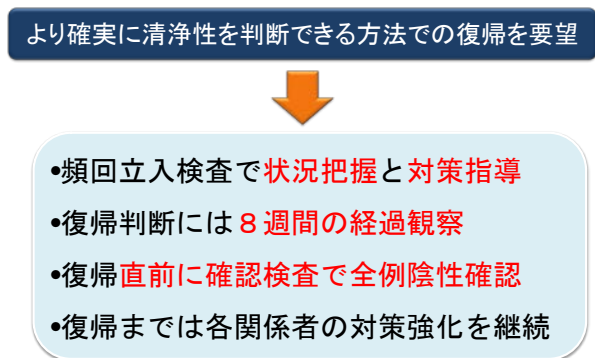 より確実に清浄性を判断できる方法での復帰を要望
•頻回立入検査で状況把握と対策指導
•復帰判断には８週間の経過観察
•復帰直前に確認検査で全例陰性確認
•復帰までは各関係者の対策強化を継続